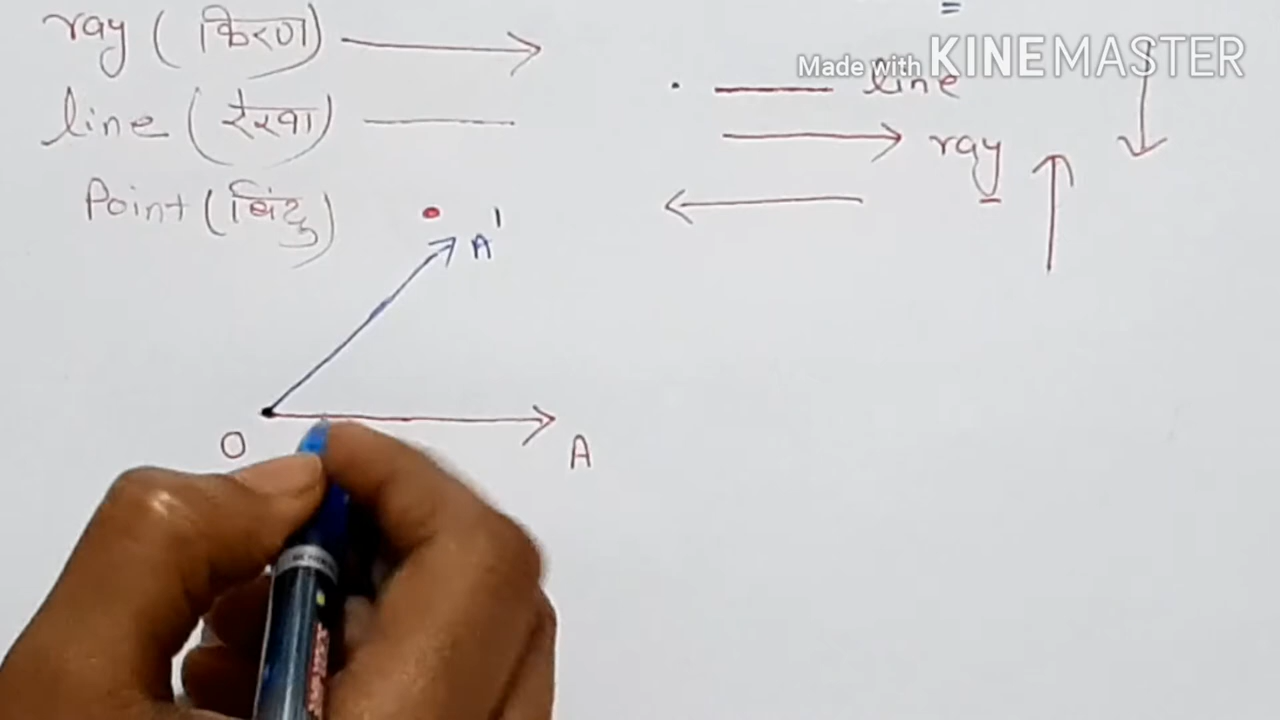 ray (किरण)
line (रेखा)
Point (बिंदु)
=
Made with KINEMASTER
line
ray
A'
O
A